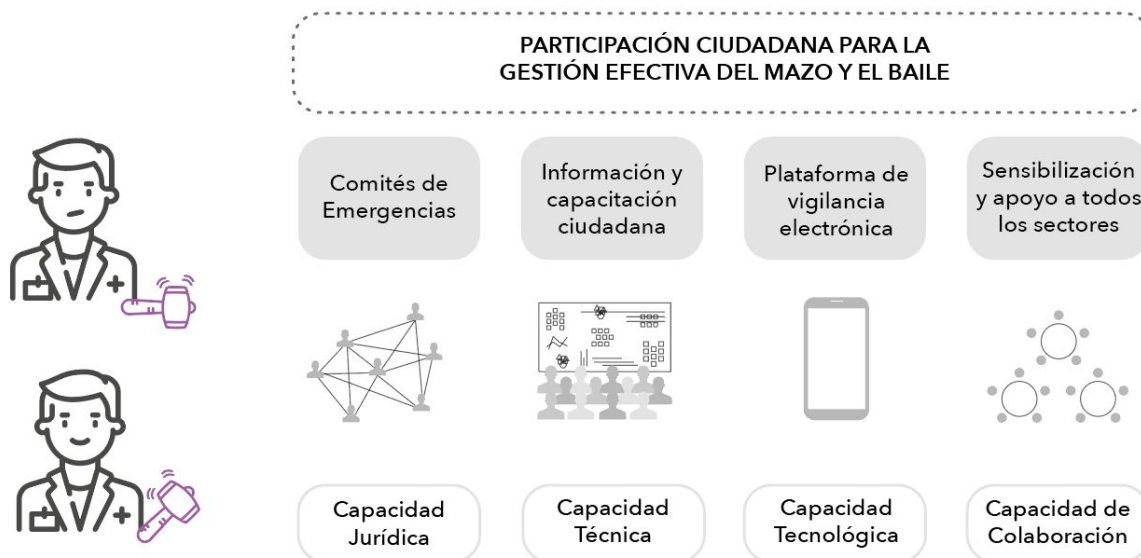 PARTICIPACIÓN CIUDADANA PARA LA
GESTIÓN EFECTIVA DEL MAZO Y EL BAILE
Comités de
Emergencias
Información y
capacitación
ciudadana
Plataforma de
vigilancia
electrónica
Sensibilización
y apoyo a todos
los sectores
Capacidad
Jurídica
Capacidad
Técnica
Capacidad
Tecnológica
Capacidad de
Colaboración